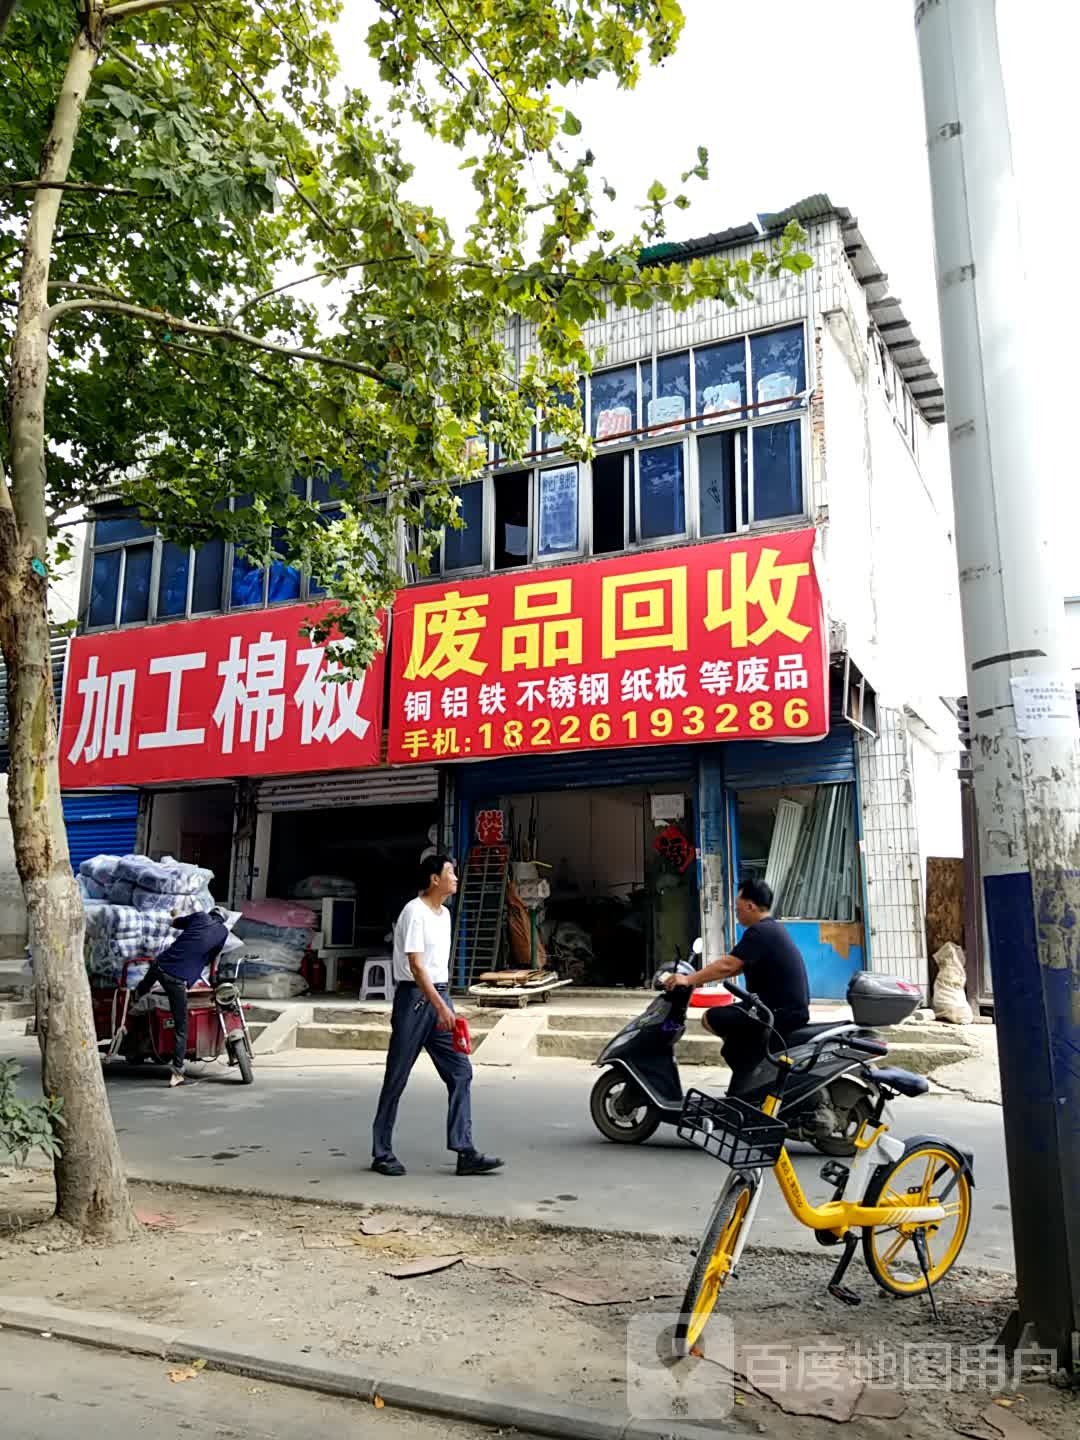 加工棉被
废品回收
铜 铝 铁 不锈钢 纸板 等废品
手机:18226193286
福
百度地图用户